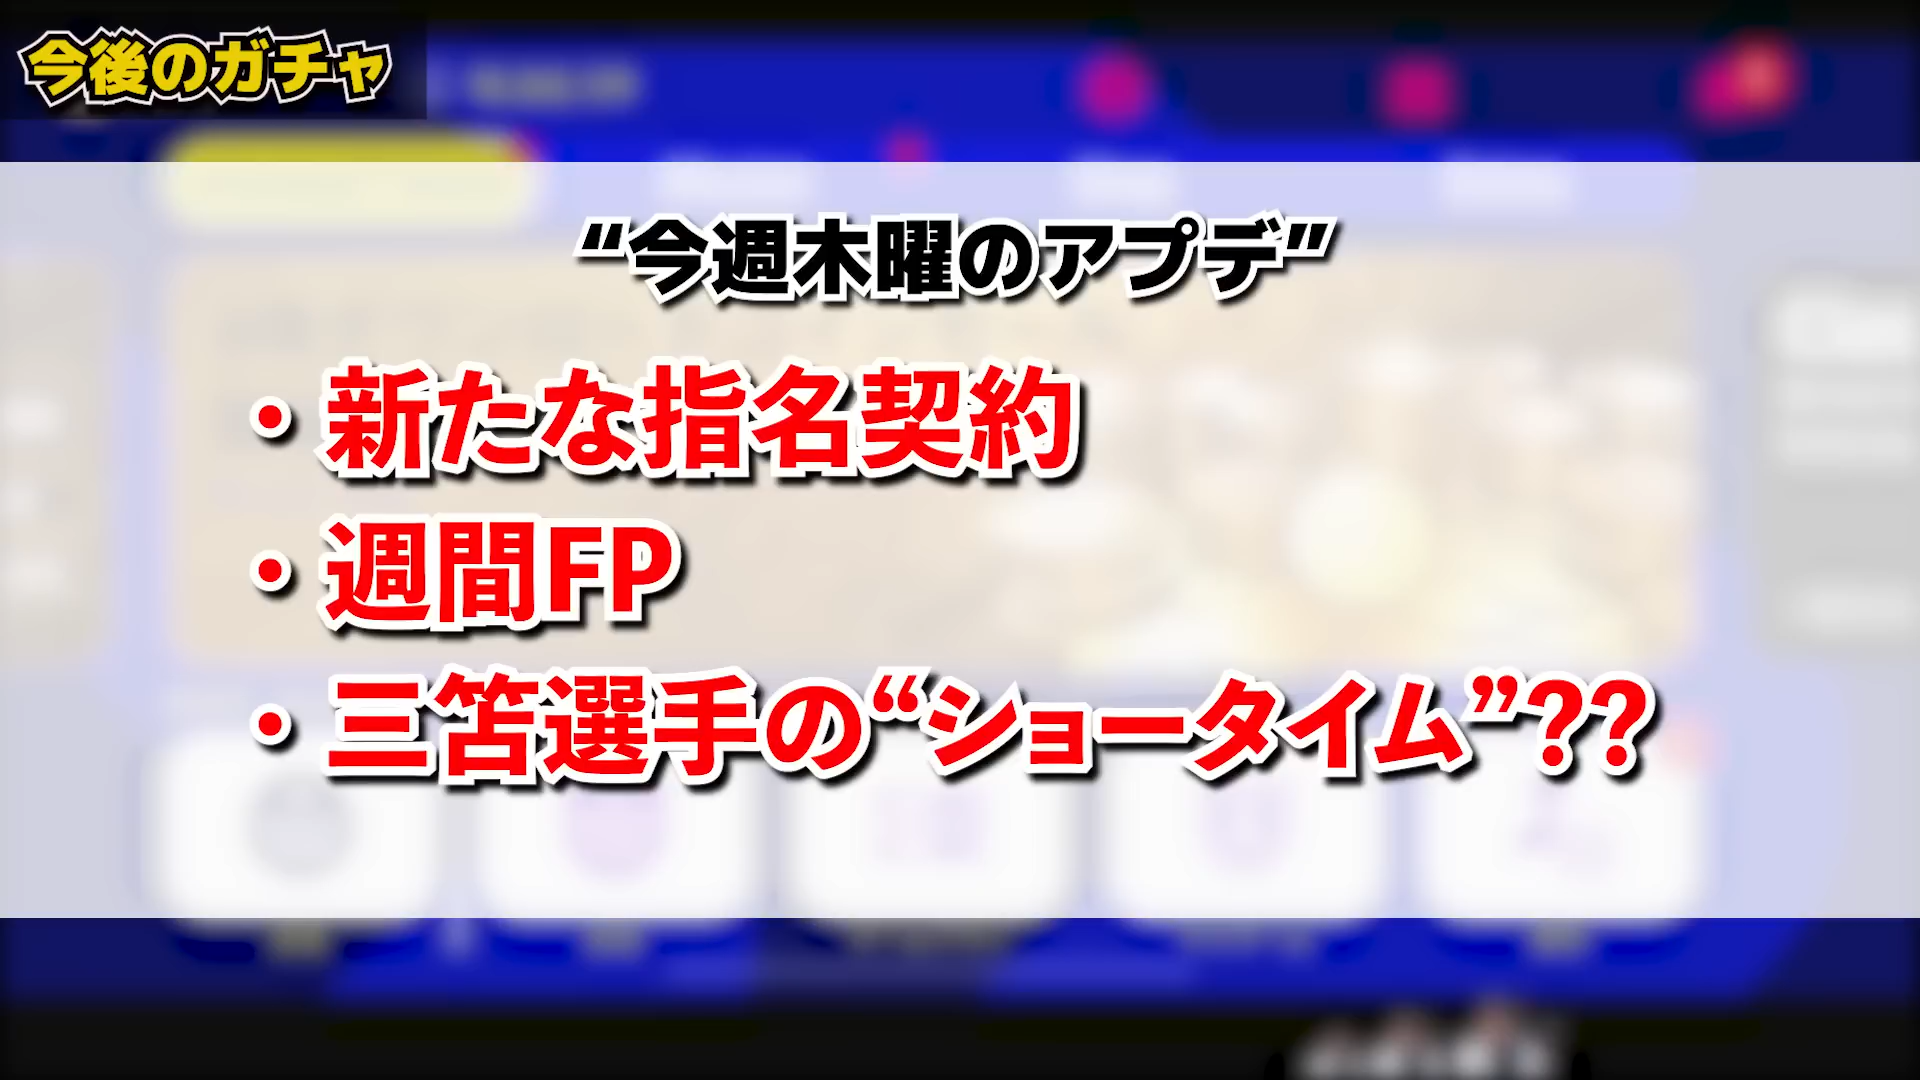 今後のガチャ
“今週木曜のアプデ”
・新たな指名契約
・週間FP
・三笘選手の“ショータイム”??